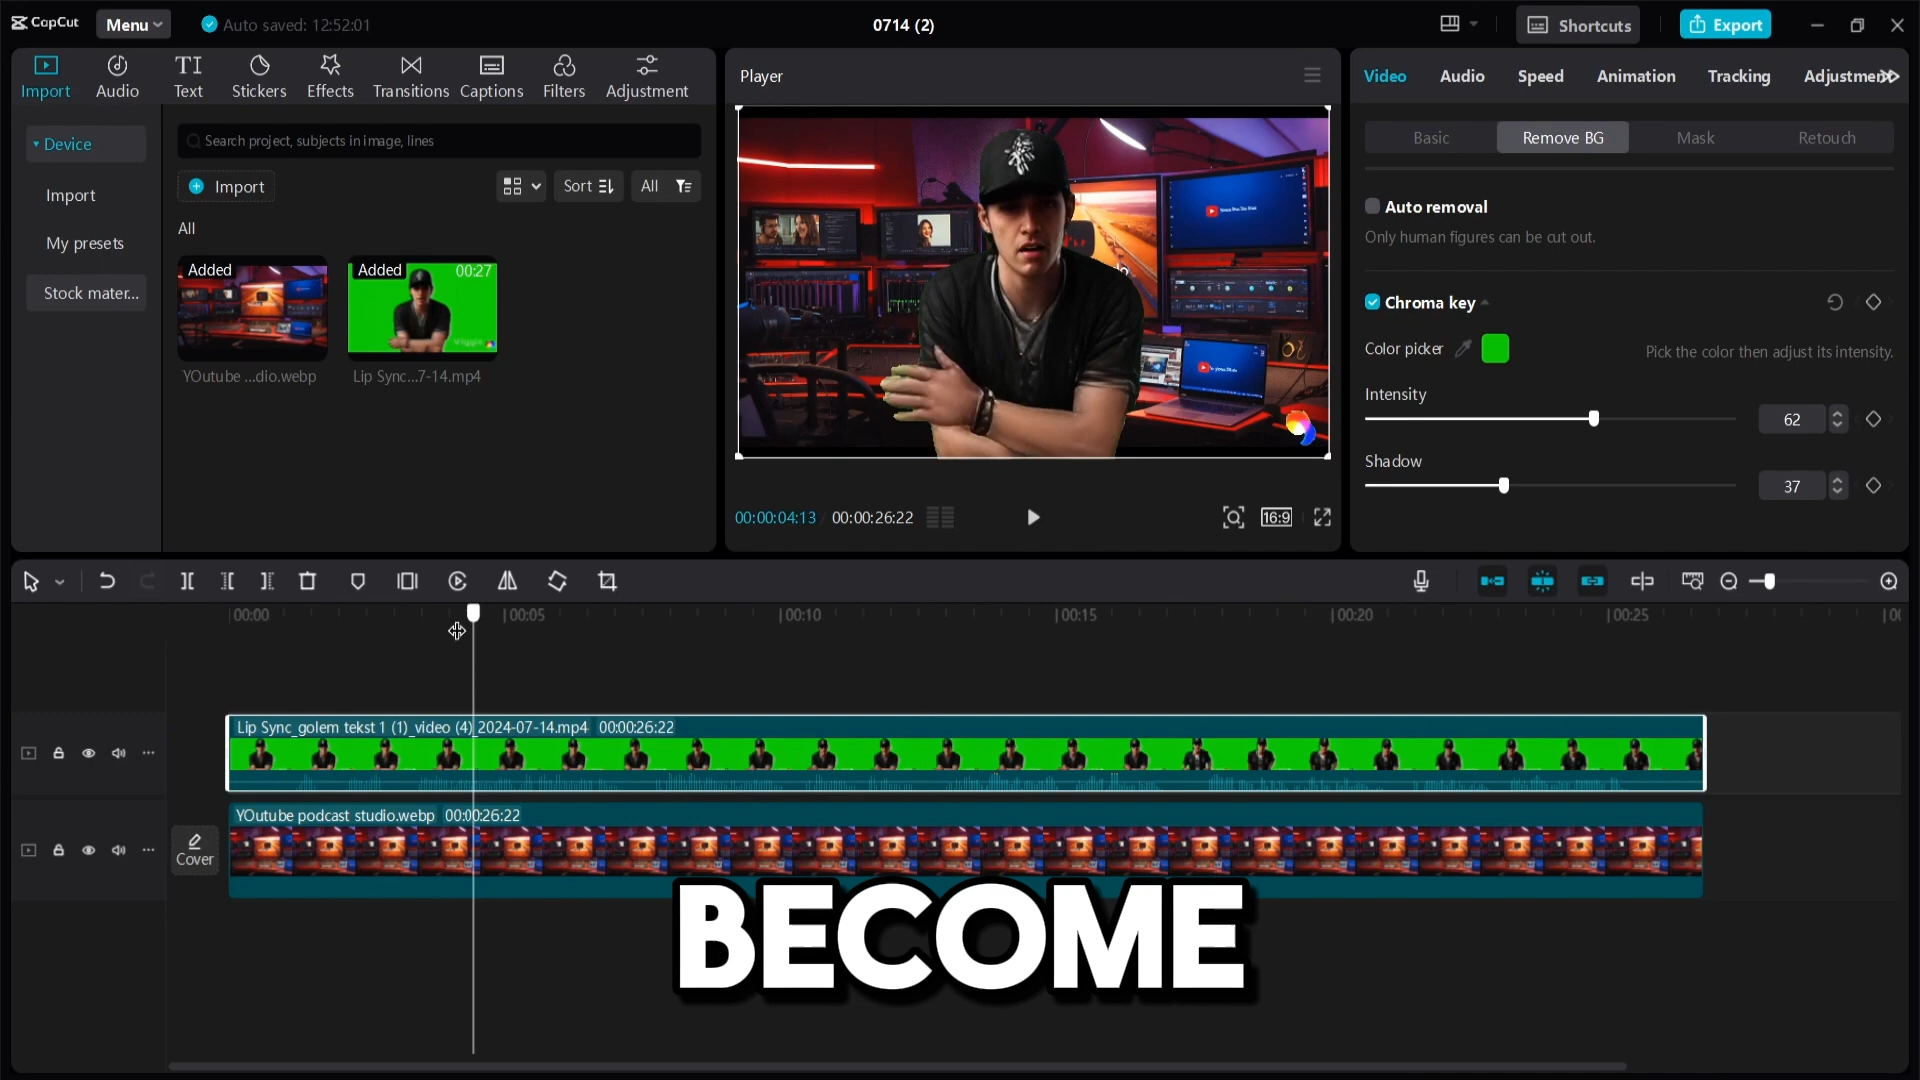 CapCut
Menu
Auto saved: 12:52:01
0714 (2)
Shortcuts
Export
Import
Audio
Text
Stickers
Effects
Transitions
Captions
Filters
Adjustment
Device
Import
My presets
Stock mater...
Search project, subjects in image, lines
Import
Sort
All
All
Added
Added
00:27
YOutube ...dio.webp
Lip Sync...7-14.mp4
Player
00:00:04:13
00:00:26:22
16:9
Video
Audio
Speed
Animation
Tracking
Adjustment
Basic
Remove BG
Mask
Retouch
Auto removal
Only human figures can be cut out.
Chroma key
Color picker
Pick the color then adjust its intensity.
Intensity
62
Shadow
37
00:00
00:05
00:10
00:15
00:20
00:25
Lip Sync_golem tekst 1 (1)_video (4)_2024-07-14.mp4 00:00:26:22
YOutube podcast studio.webp 00:00:26:22
Cover
BECOME